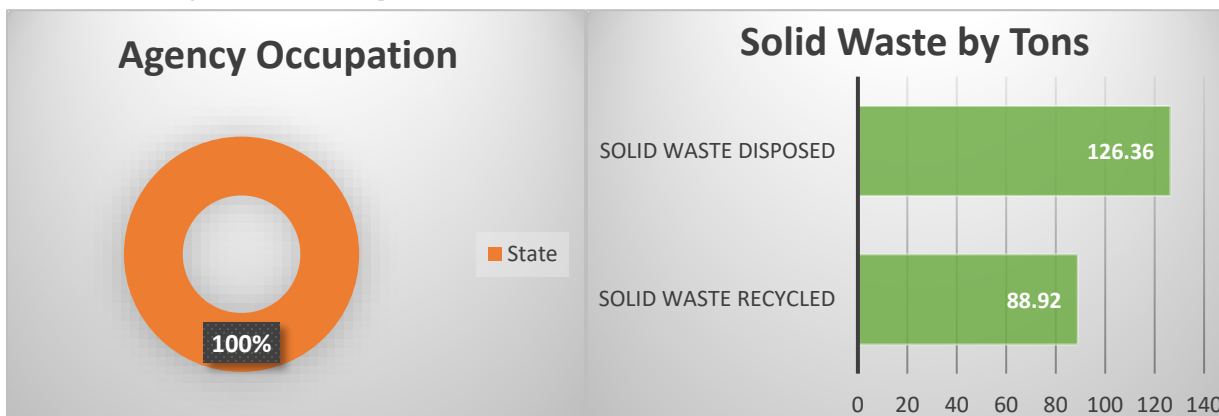 Agency Occupation
State
100%
Solid Waste by Tons
SOLID WASTE DISPOSED
126.36
SOLID WASTE RECYCLED
88.92
0 20 40 60 80 100 120 140